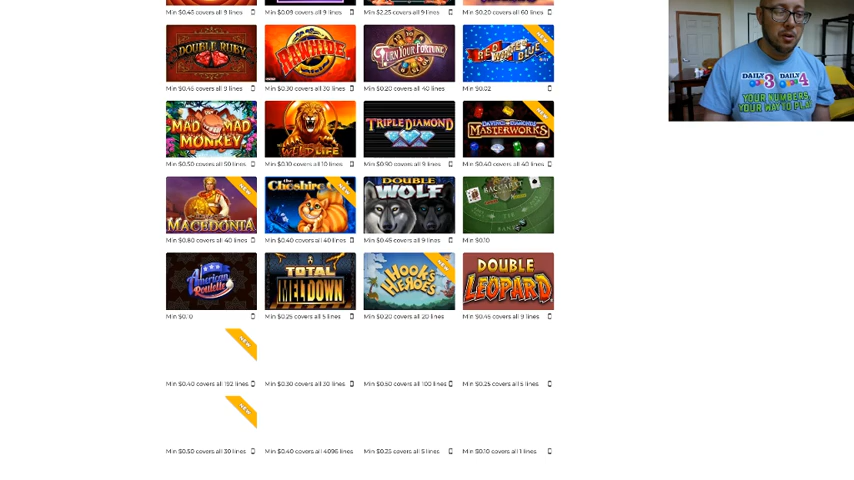 Min $0.45 covers all 9 lines
Min $0.09 covers all 9 lines
Min $2.25 covers all 9 lines
Min $0.20 covers all 60 lines
DOUBLE RUBY
RAWHIDE
TURN YOUR FORTUNE
RED WHITE BLUE
NEW
Min $0.45 covers all 9 lines
Min $0.30 covers all 30 lines
Min $0.20 covers all 40 lines
Min $0.02
MAD MAD MONKEY
WILD LIFE
TRIPLE DIAMOND
DAVINCI DIAMONDS MASTERWORKS
NEW
Min $0.50 covers all 50 lines
Min $0.10 covers all 10 lines
Min $0.90 covers all 9 lines
Min $0.40 covers all 40 lines
MACEDONIA
NEW
the Cheshire Cat
NEW
DOUBLE WOLF
BACCARAT
Min $0.80 covers all 40 lines
Min $0.40 covers all 40 lines
Min $0.45 covers all 9 lines
Min $0.10
American Roulette
TOTAL MELDOWN
HOOK'S HEROES
NEW
DOUBLE LEOPARD
Min $0.10
Min $0.25 covers all 5 lines
Min $0.20 covers all 20 lines
Min $0.45 covers all 9 lines
NEW
Min $0.40 covers all 192 lines
Min $0.30 covers all 30 lines
Min $0.60 covers all 100 lines
Min $0.25 covers all 5 lines
NEW
Min $0.50 covers all 30 lines
Min $0.40 covers all 4096 lines
Min $0.25 covers all 5 lines
Min $0.10 covers all 1 lines
DAILY 3 DAILY 4
YOUR NUMBERS
YOUR WAY TO PLAY